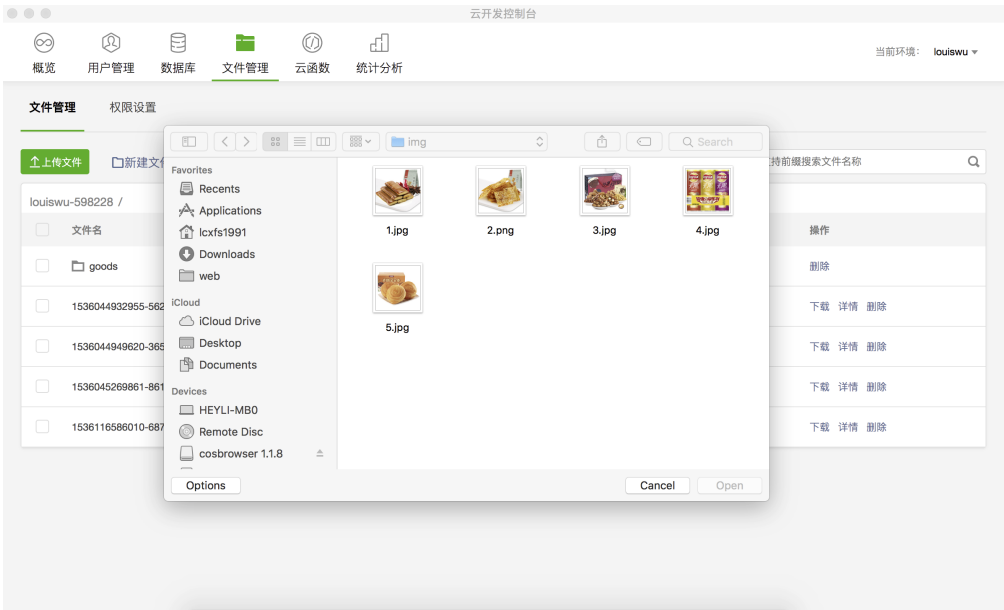 云开发控制台
概览 用户管理 数据库 文件管理 云函数 统计分析
当前环境： louiswu
文件管理 权限设置
img Search
上传文件 新建文件 持前缀搜索文件名称
louiswu-598228 /
文件名 操作
goods 删除
1536044932955-562 下载 详情 删除
1536044949620-365 下载 详情 删除
1536045269861-861 下载 详情 删除
1536116586010-687 下载 详情 删除
Favorites
Recents
Applications
lcxfs1991
Downloads
web
iCloud
iCloud Drive
Desktop
Documents
Devices
HEYLI-MB0
Remote Disc
cosbrowser 1.1.8
1.jpg 2.png 3.jpg 4.jpg
5.jpg
Options Cancel Open